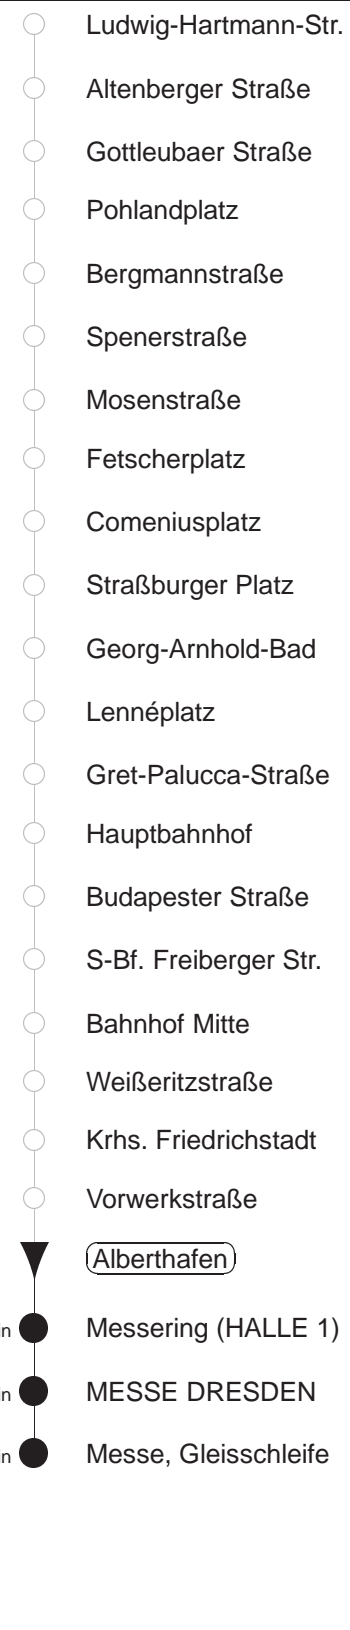 Ludwig-Hartmann-Str.
Altenberger Straße
Gottleubaer Straße
Pohlandplatz
Bergmannstraße
Spenerstraße
Mosenstraße
Fetscherplatz
Comeniusplatz
Straßburger Platz
Georg-Arnhold-Bad
Lennéplatz
Gret-Palucca-Straße
Hauptbahnhof
Budapester Straße
S-Bf. Freiberger Str.
Bahnhof Mitte
Weißeritzstraße
Krhs. Friedrichstadt
Vorwerkstraße
Alberthafen
Messering (HALLE 1)
MESSE DRESDEN
Messe, Gleisschleife